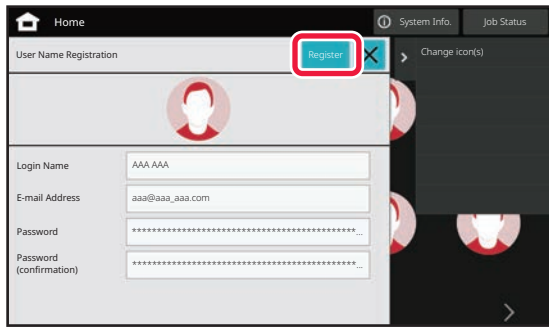 Home
System Info.
Job Status
User Name Registration
Register
Change icon(s)
Login Name
AAA AAA
E-mail Address
aaa@aaa_aaa.com
Password
*********************************************...
Password
(confirmation)
*********************************************...